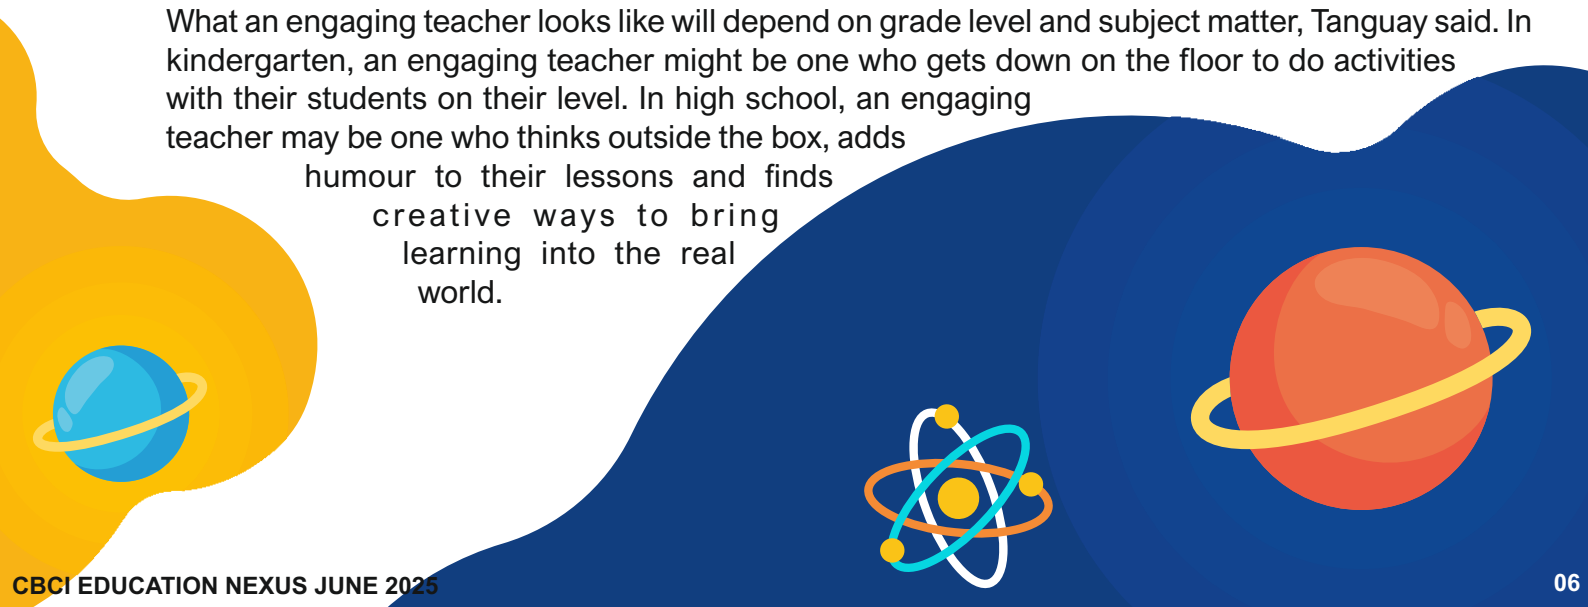 What an engaging teacher looks like will depend on grade level and subject matter, Tanguay said. In
kindergarten, an engaging teacher might be one who gets down on the floor to do activities
with their students on their level. In high school, an engaging
teacher may be one who thinks outside the box, adds
humour to their lessons and finds
creative ways to bring
learning into the real
world.
CBCI EDUCATION NEXUS JUNE 2025
06